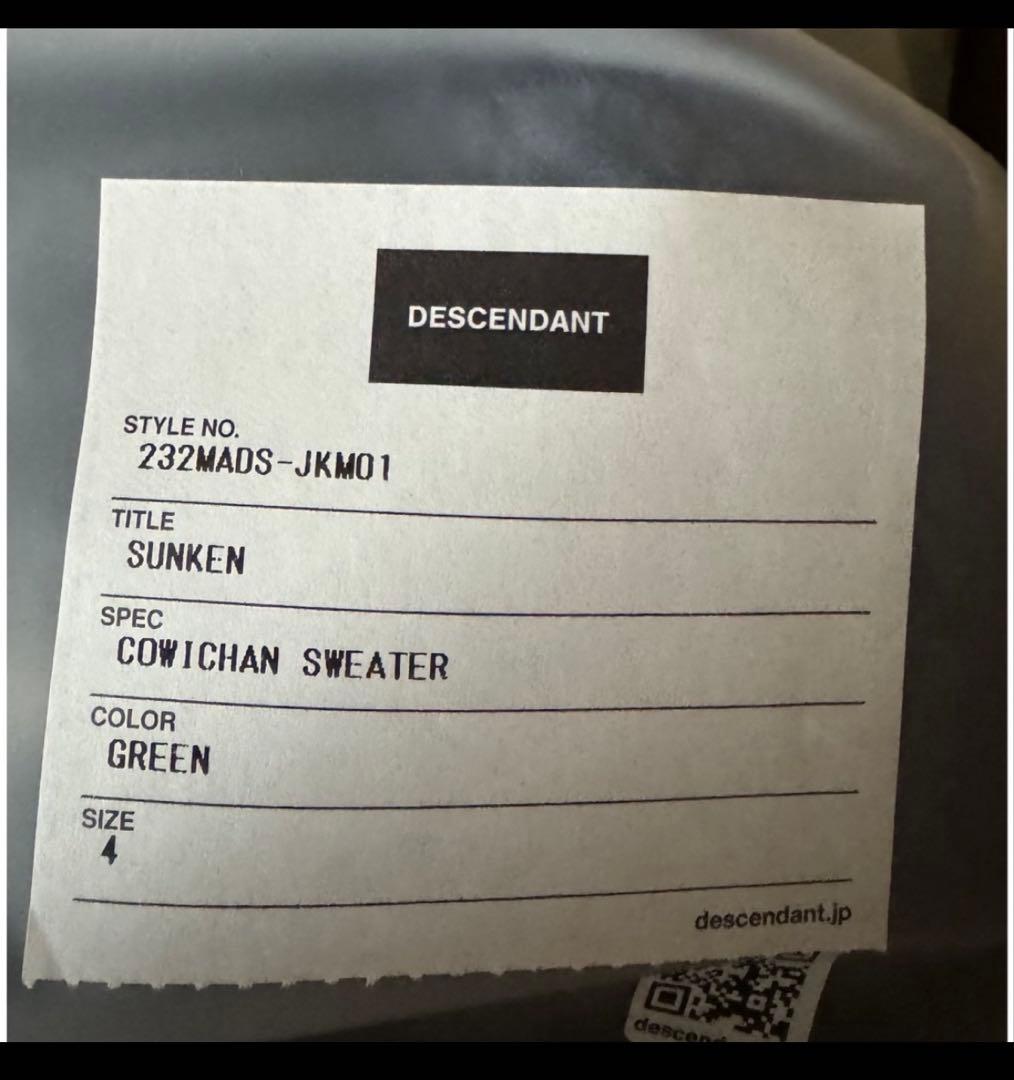 DESCENDANT
STYLE NO.
232MADS-JKM01
TITLE
SUNKEN
SPEC
COWICHAN SWEATER
COLOR
GREEN
SIZE
4
descendant.jp